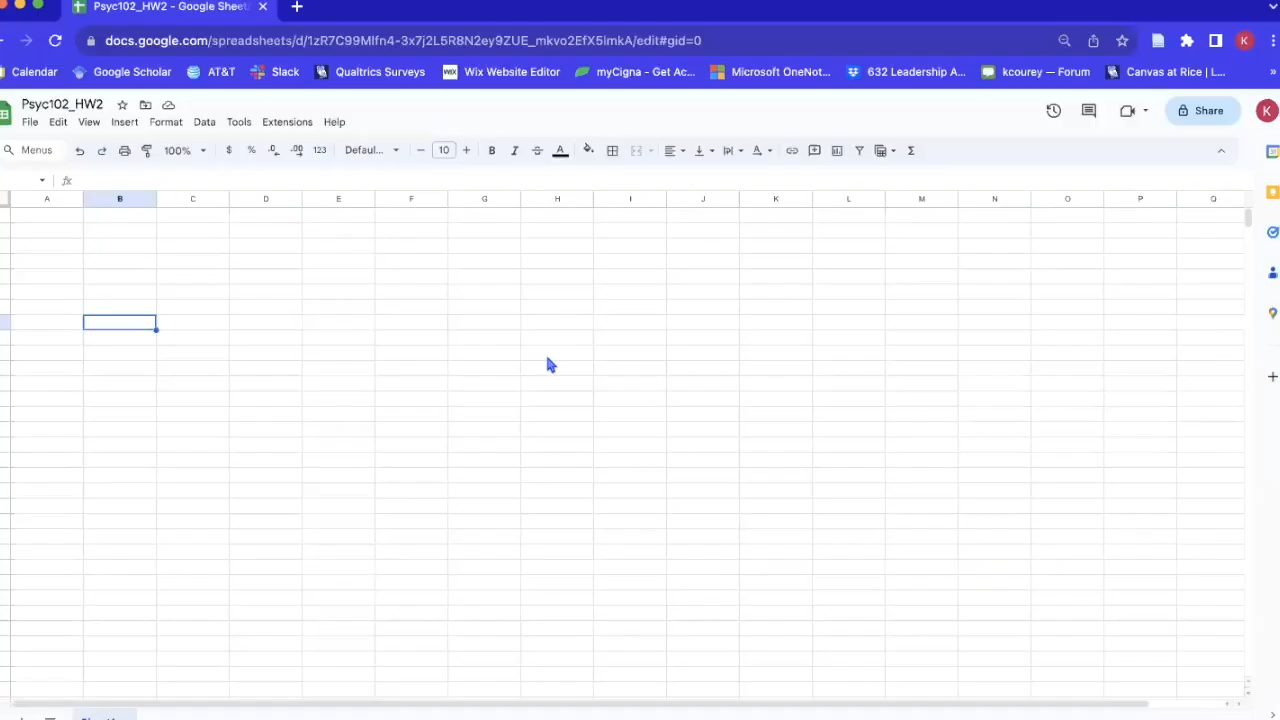 Psyc102_HW2 - Google Sheet
docs.google.com/spreadsheets/d/1zR7C99Mlfn4-3x7j2L5R8N2ey9ZUE_mkvo2EfX5imkA/edit#gid=0
K
Calendar Google Scholar AT&T Slack Qualtrics Surveys Wix Website Editor myCigna - Get Ac... Microsoft OneNot... 632 Leadership A... kcourey — Forum Canvas at Rice | L... »
Psyc102_HW2
File Edit View Insert Format Data Tools Extensions Help
Share
K
Menus 100% $ % .0 .00 123 Defaul... − 10 + B I S A Σ
fx
A B C D E F G H I J K L M N O P Q